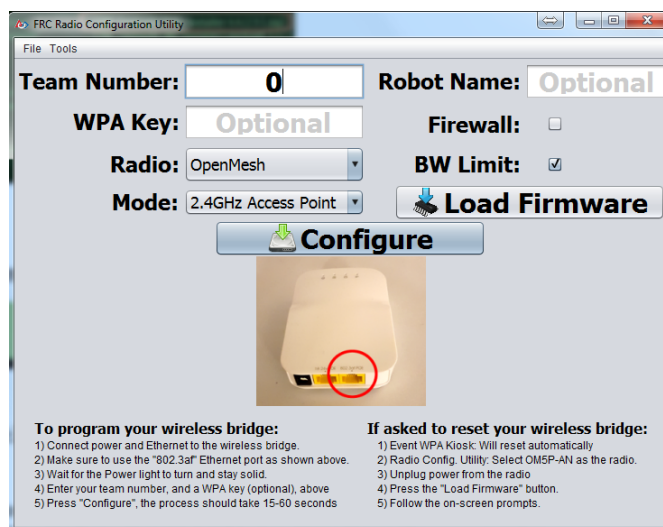 FRC Radio Configuration Utility
File Tools
Team Number: 0 Robot Name: Optional
WPA Key: Optional Firewall:
Radio: OpenMesh BW Limit:
Mode: 2.4GHz Access Point Load Firmware
Configure
To program your wireless bridge:
1) Connect power and Ethernet to the wireless bridge.
2) Make sure to use the "802.3af" Ethernet port as shown above.
3) Wait for the Power light to turn and stay solid.
4) Enter your team number, and a WPA key (optional), above
5) Press "Configure", the process should take 15-60 seconds
If asked to reset your wireless bridge:
1) Event WPA Kiosk: Will reset automatically
2) Radio Config. Utility: Select OM5P-AN as the radio.
3) Unplug power from the radio
4) Press the "Load Firmware" button.
5) Follow the on-screen prompts.